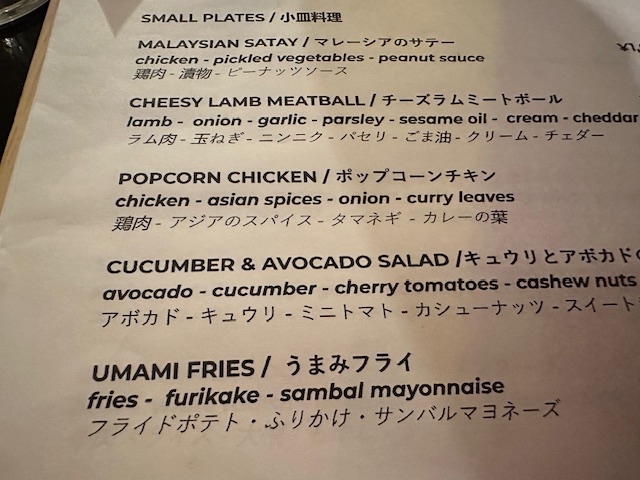 SMALL PLATES / 小皿料理
MALAYSIAN SATAY / マレーシアのサテー
chicken - pickled vegetables - peanut sauce
鶏肉 - 漬物 - ピーナッツソース
CHEESY LAMB MEATBALL / チーズラムミートボール
lamb - onion - garlic - parsley - sesame oil - cream - cheddar
ラム肉 - 玉ねぎ - ニンニク - パセリ - ごま油 - クリーム - チェダー
POPCORN CHICKEN / ポップコーンチキン
chicken - asian spices - onion - curry leaves
鶏肉 - アジアのスパイス - タマネギ - カレーの葉
CUCUMBER & AVOCADO SALAD /キュウリとアボカドの
avocado - cucumber - cherry tomatoes - cashew nuts
アボカド - キュウリ - ミニトマト - カシューナッツ - スイート
UMAMI FRIES / うまみフライ
fries - furikake - sambal mayonnaise
フライドポテト・ふりかけ・サンバルマヨネーズ